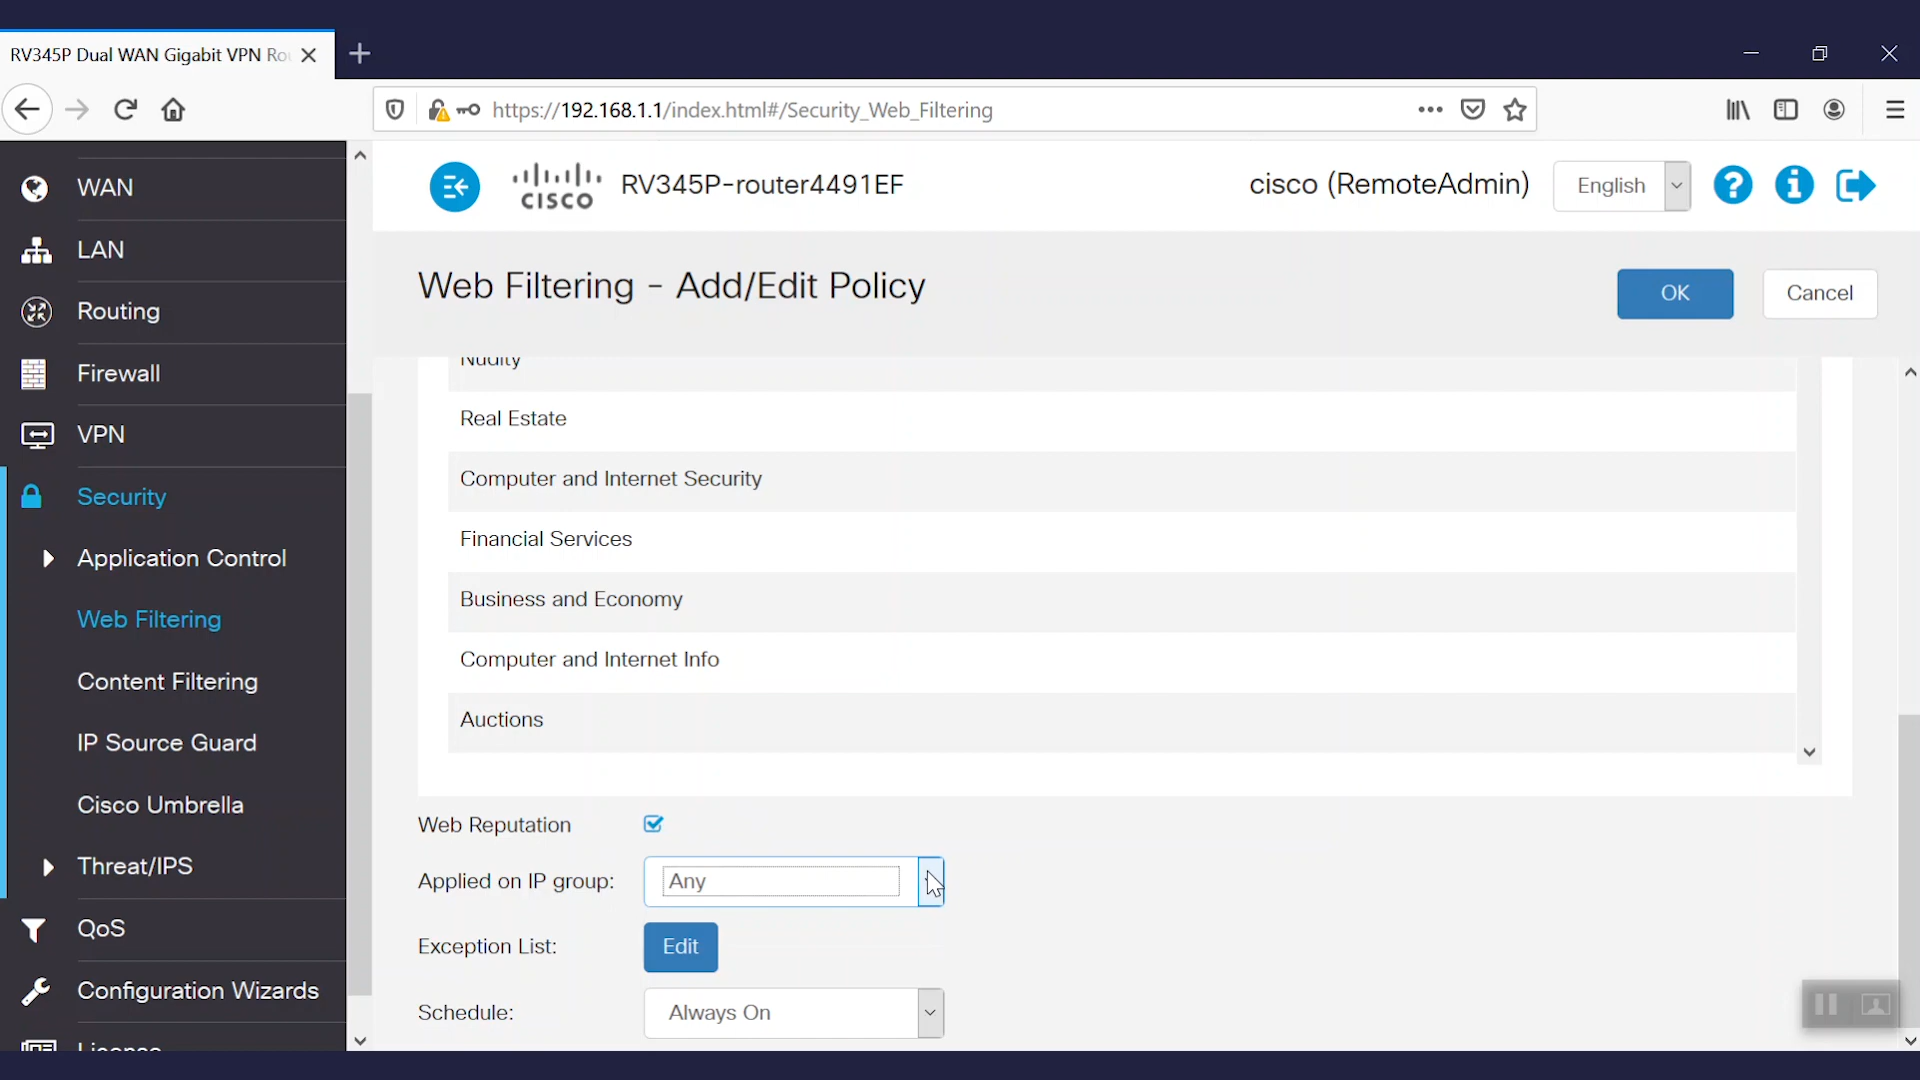 RV345P Dual WAN Gigabit VPN Ro
https://192.168.1.1/index.html#/Security_Web_Filtering
WAN
LAN
Routing
Firewall
VPN
Security
Application Control
Web Filtering
Content Filtering
IP Source Guard
Cisco Umbrella
Threat/IPS
QoS
Configuration Wizards
License
CISCO
RV345P-router4491EF
cisco (RemoteAdmin)
English
Web Filtering - Add/Edit Policy
OK
Cancel
Nudity
Real Estate
Computer and Internet Security
Financial Services
Business and Economy
Computer and Internet Info
Auctions
Web Reputation
Applied on IP group:
Any
Exception List:
Edit
Schedule:
Always On